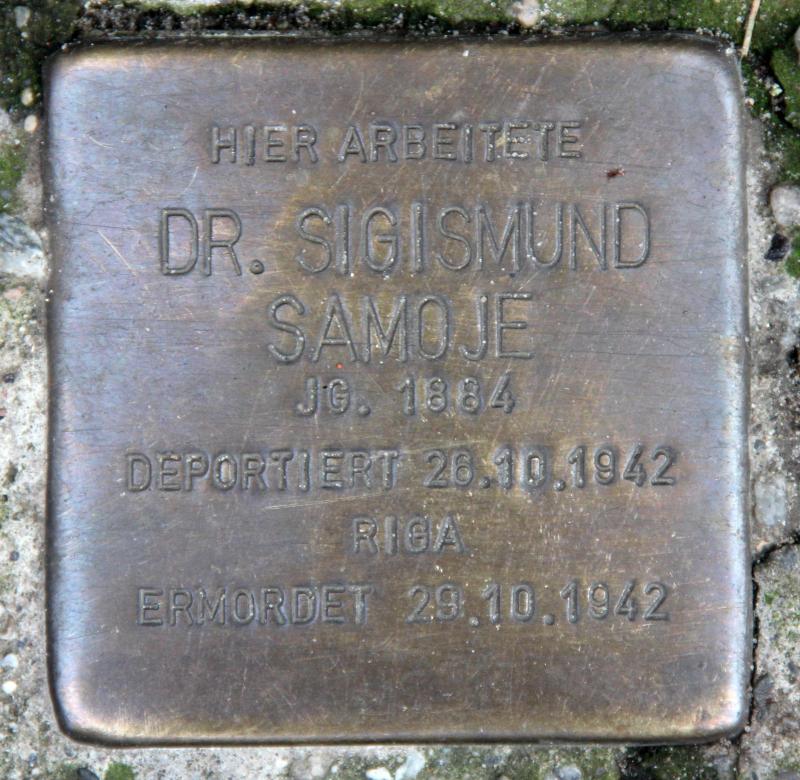 HIER ARBEITETE
DR. SIGISMUND
SAMOJE
JG. 1884
DEPORTIERT 26.10.1942
RIGA
ERMORDET 29.10.1942